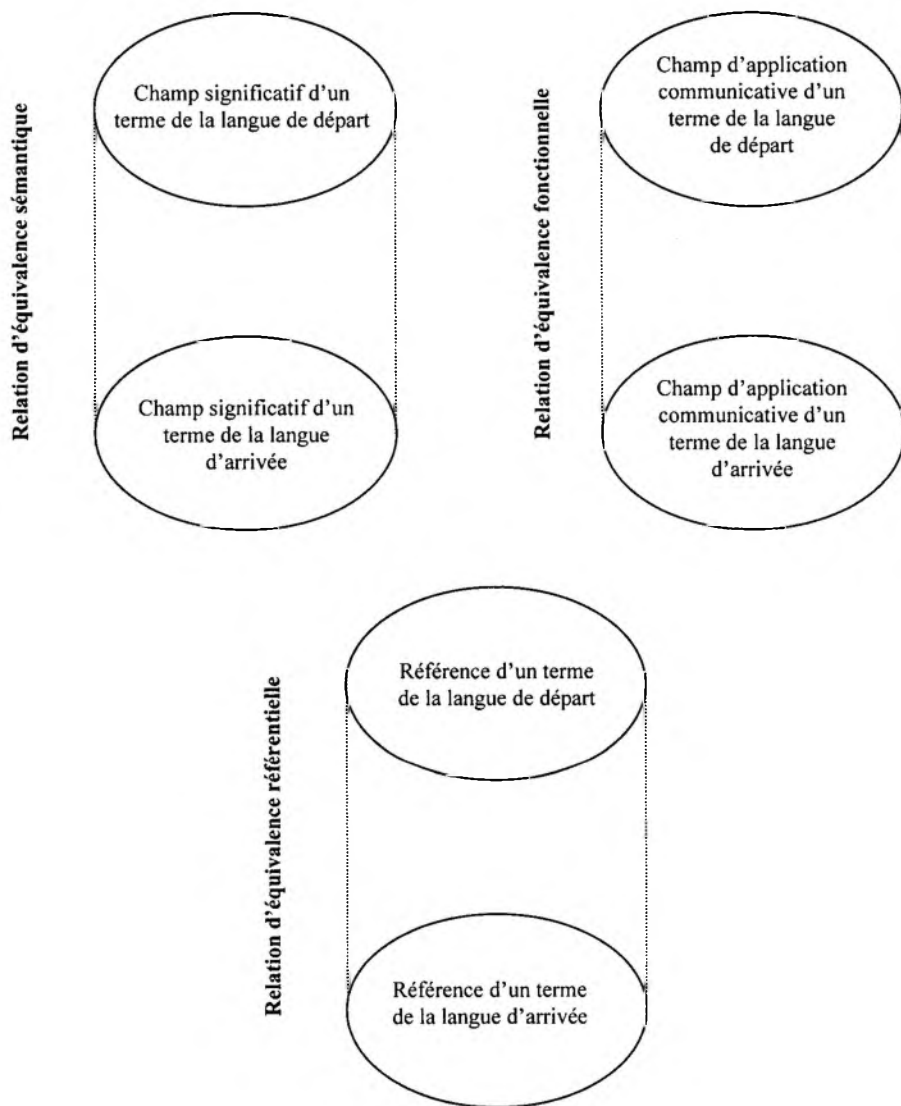 Relation d'équivalence sémantique
Champ significatif d'un
terme de la langue de départ
Champ significatif d'un
terme de la langue
d'arrivée
Relation d'équivalence fonctionnelle
Champ d'application
communicative d'un
terme de la langue
de départ
Champ d'application
communicative d'un
terme de la langue
d'arrivée
Relation d'équivalence référentielle
Référence d'un terme
de la langue de départ
Référence d'un terme
de la langue d'arrivée